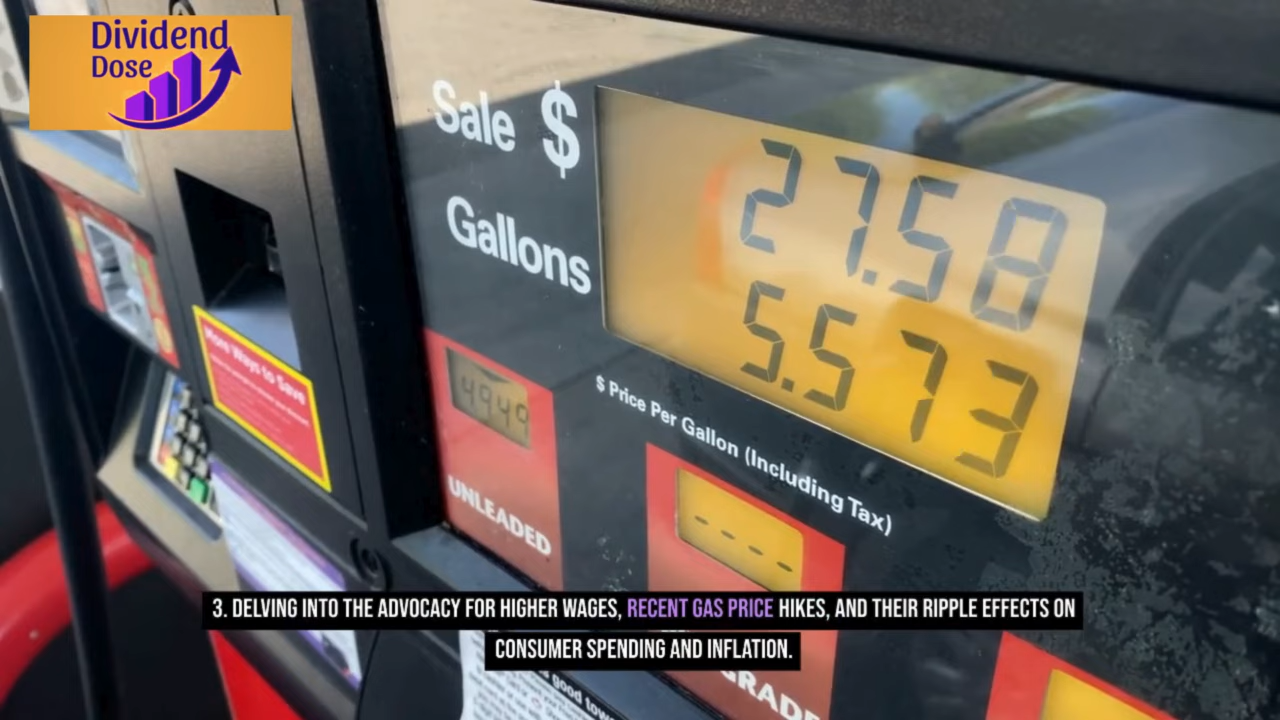 Dividend
Dose
Sale $ 27.58
Gallons 5.573
$ Price Per Gallon (Including Tax)
More Ways to Save
4949
UNLEADED
- - - -
3. DELVING INTO THE ADVOCACY FOR HIGHER WAGES, RECENT GAS PRICE HIKES, AND THEIR RIPPLE EFFECTS ON
CONSUMER SPENDING AND INFLATION.